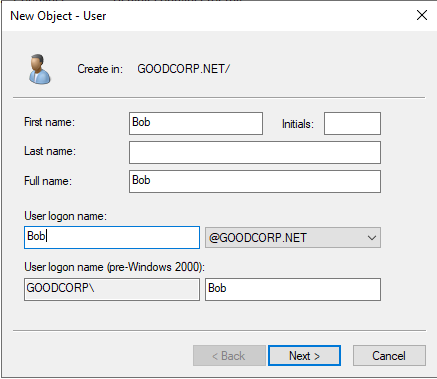 New Object - User
Create in: GOODCORP.NET/
First name: Bob Initials:
Last name:
Full name: Bob
User logon name:
Bob @GOODCORP.NET
User logon name (pre-Windows 2000):
GOODCORP\ Bob
< Back Next > Cancel